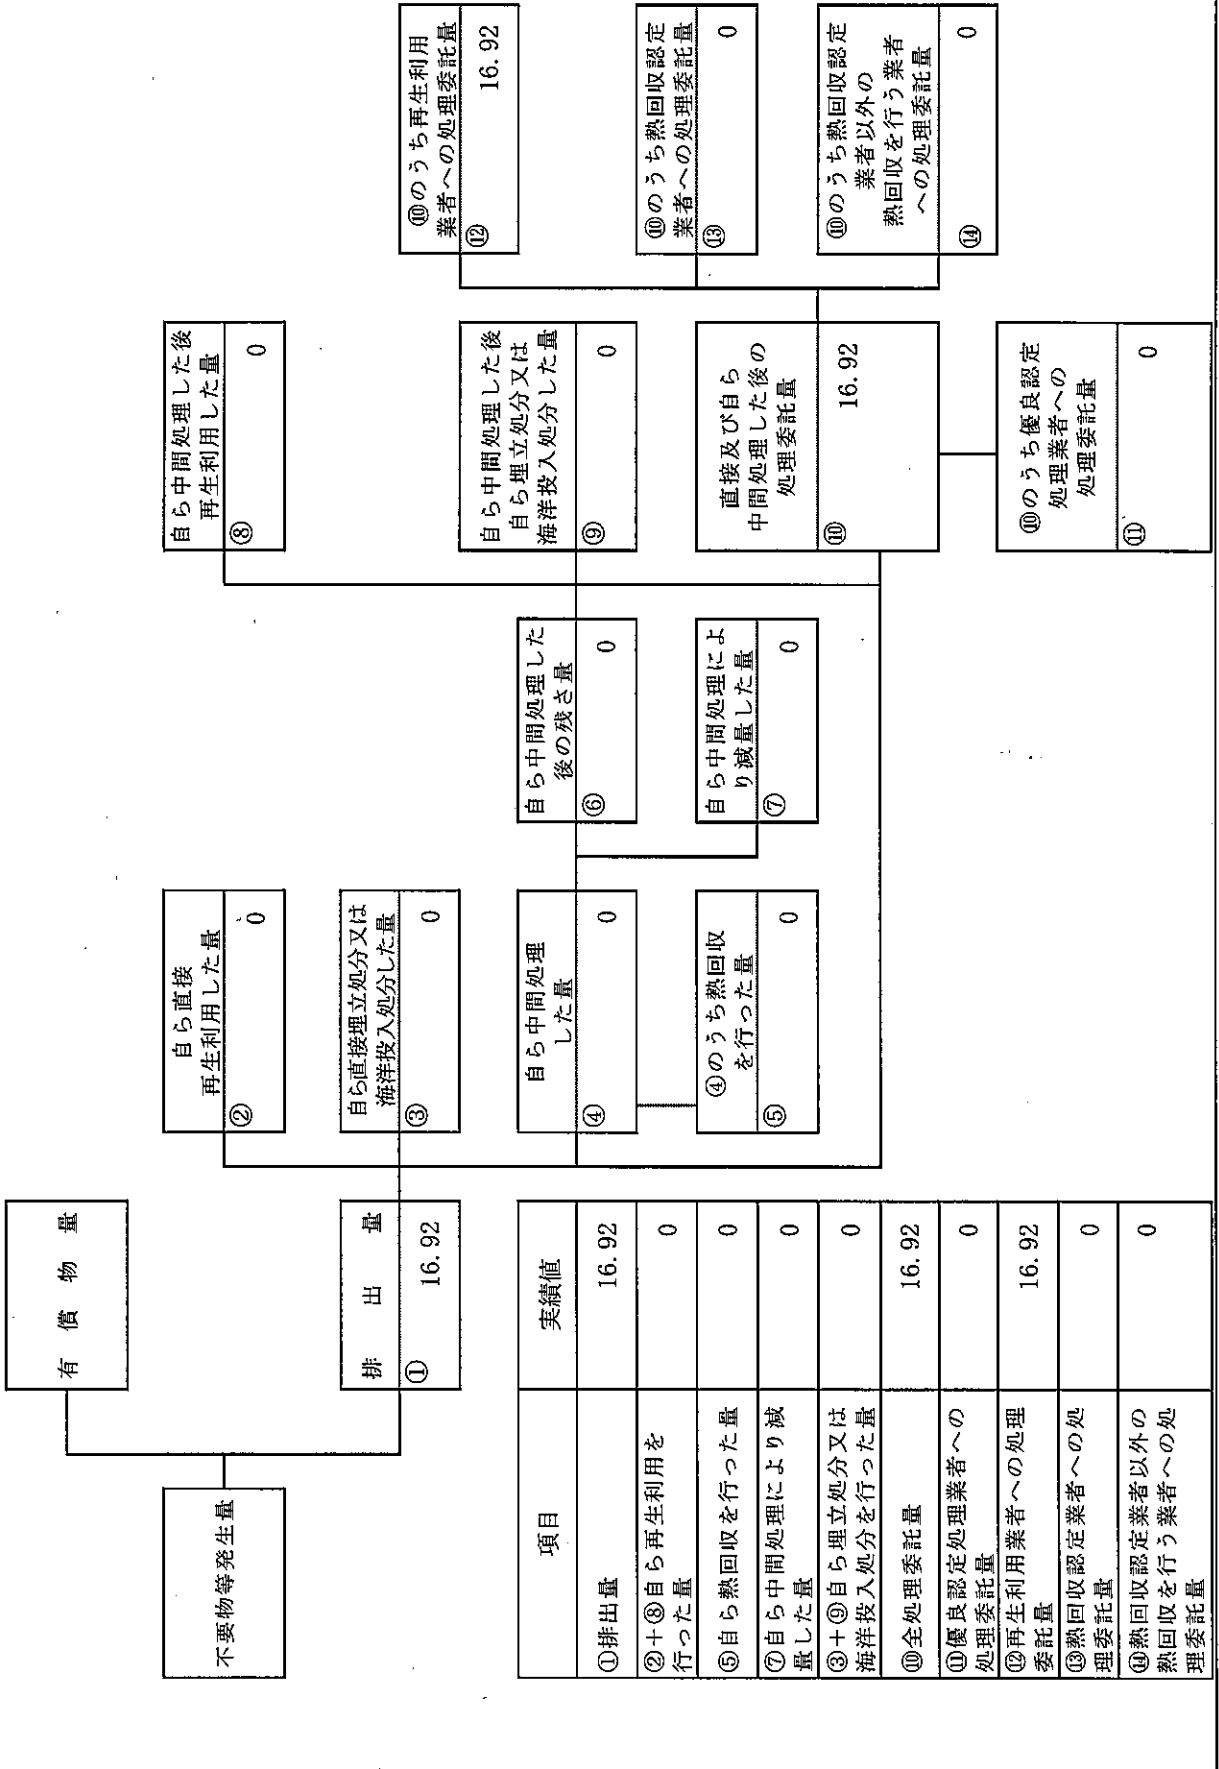 有償物量
不要物等発生量
排出量
①
16.92
自ら直接
再生利用した量
②
0
自ら直接埋立処分又は
海洋投入処分した量
③
0
自ら中間処理
した量
④
0
④のうち熱回収
を行った量
⑤
0
自ら中間処理した
後の残さ量
⑥
0
自ら中間処理によ
り減量した量
⑦
0
自ら中間処理した後
再生利用した量
⑧
0
自ら中間処理した後
自ら埋立処分又は
海洋投入処分した量
⑨
0
直接及び自ら
中間処理した後の
処理委託量
⑩
16.92
⑩のうち優良認定
処理業者への
処理委託量
⑪
0
⑩のうち再生利用
業者への処理委託量
⑫
16.92
⑩のうち熱回収認定
業者への処理委託量
⑬
0
⑩のうち熱回収認定
業者以外の
熱回収を行う業者
への処理委託量
⑭
0
項目
実績値
①排出量
16.92
②+⑧自ら再生利用を
行った量
0
⑤自ら熱回収を行った量
0
⑦自ら中間処理により減
量した量
0
③+⑨自ら埋立処分又は
海洋投入処分を行った量
0
⑩全処理委託量
16.92
⑪優良認定処理業者への
処理委託量
0
⑫再生利用業者への処理
委託量
16.92
⑬熱回収認定業者への処
理委託量
0
⑭熱回収認定業者以外の
熱回収を行う業者への処
理委託量
0